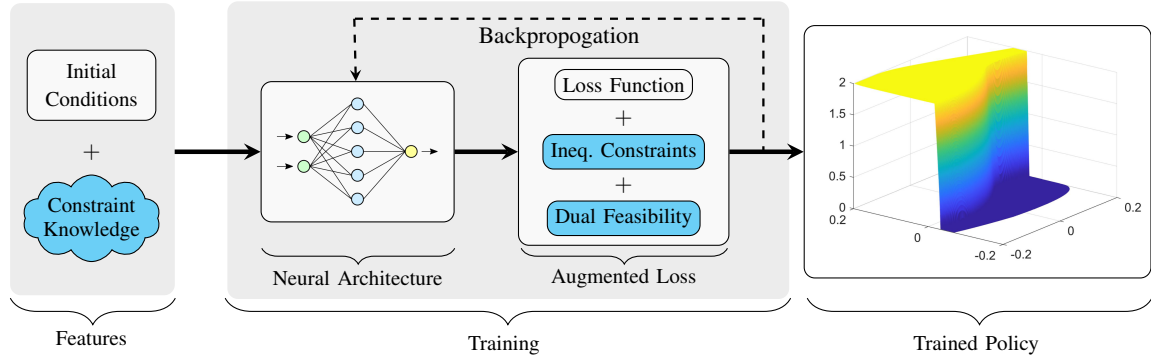 Initial
Conditions
+
Constraint
Knowledge
Features
Backpropogation
Neural Architecture
Loss Function
+
Ineq. Constraints
+
Dual Feasibility
Augmented Loss
Training
2
1.5
1
0.5
0
0.2
0
-0.2
-0.2
0
0.2
Trained Policy